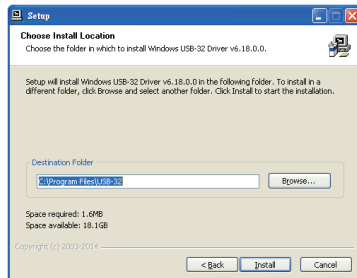 Setup
Choose Install Location
Choose the folder in which to install Windows USB-32 Driver v6.18.0.0.
Setup will install Windows USB-32 Driver v6.18.0.0 in the following folder. To install in a
different folder, click Browse and select another folder. Click Install to start the installation.
Destination Folder
C:\Program Files\USB-32
Browse...
Space required: 1.6MB
Space available: 18.1GB
Copyright (c) 2003-2014
< Back
Install
Cancel